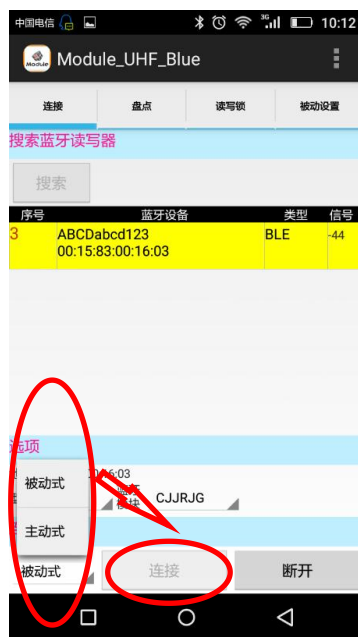 中国电信 3G 10:12
Module Module_UHF_Blue
连接 盘点 读写锁 被动设置
搜索蓝牙读写器
搜索
序号 蓝牙设备 类型 信号
3 ABCDabcd123 BLE -44
00:15:83:00:16:03
选项
6:03
被动式
CJJRJG
主动式
被动式 连接 断开